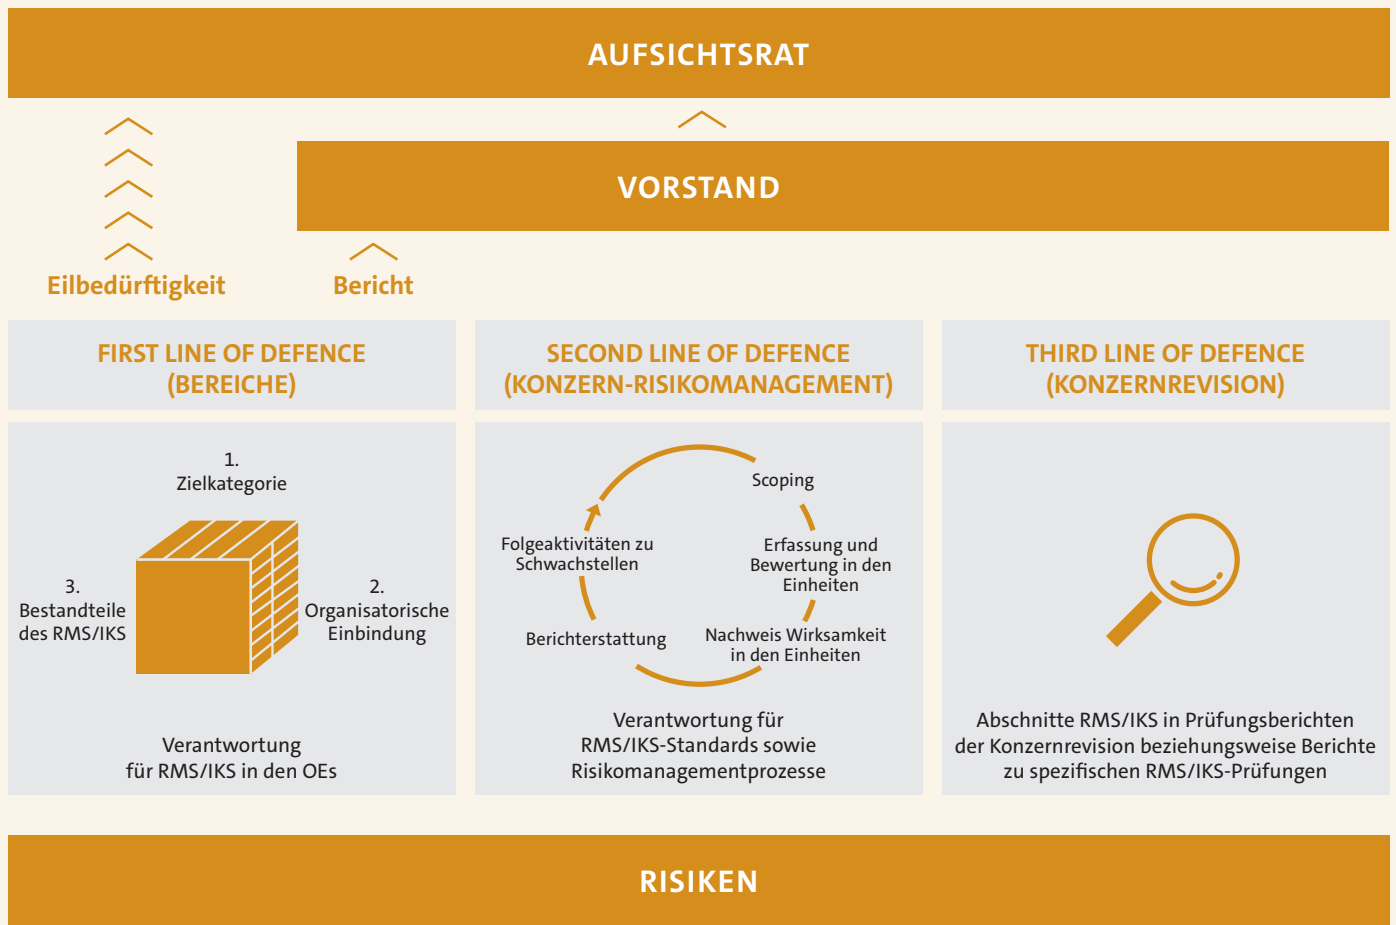 AUFSICHTSRAT
VORSTAND
Eilbedürftigkeit
Bericht
FIRST LINE OF DEFENCE
(BEREICHE)
1.
Zielkategorie
3.
Bestandteile
des RMS/IKS
2.
Organisatorische
Einbindung
Verantwortung
für RMS/IKS in den OEs
SECOND LINE OF DEFENCE
(KONZERN-RISIKOMANAGEMENT)
Scoping
Erfassung und
Bewertung in den
Einheiten
Nachweis Wirksamkeit
in den Einheiten
Berichterstattung
Folgeaktivitäten zu
Schwachstellen
Verantwortung für
RMS/IKS-Standards sowie
Risikomanagementprozesse
THIRD LINE OF DEFENCE
(KONZERNREVISION)
Abschnitte RMS/IKS in Prüfungsberichten
der Konzernrevision beziehungsweise Berichte
zu spezifischen RMS/IKS-Prüfungen
RISIKEN